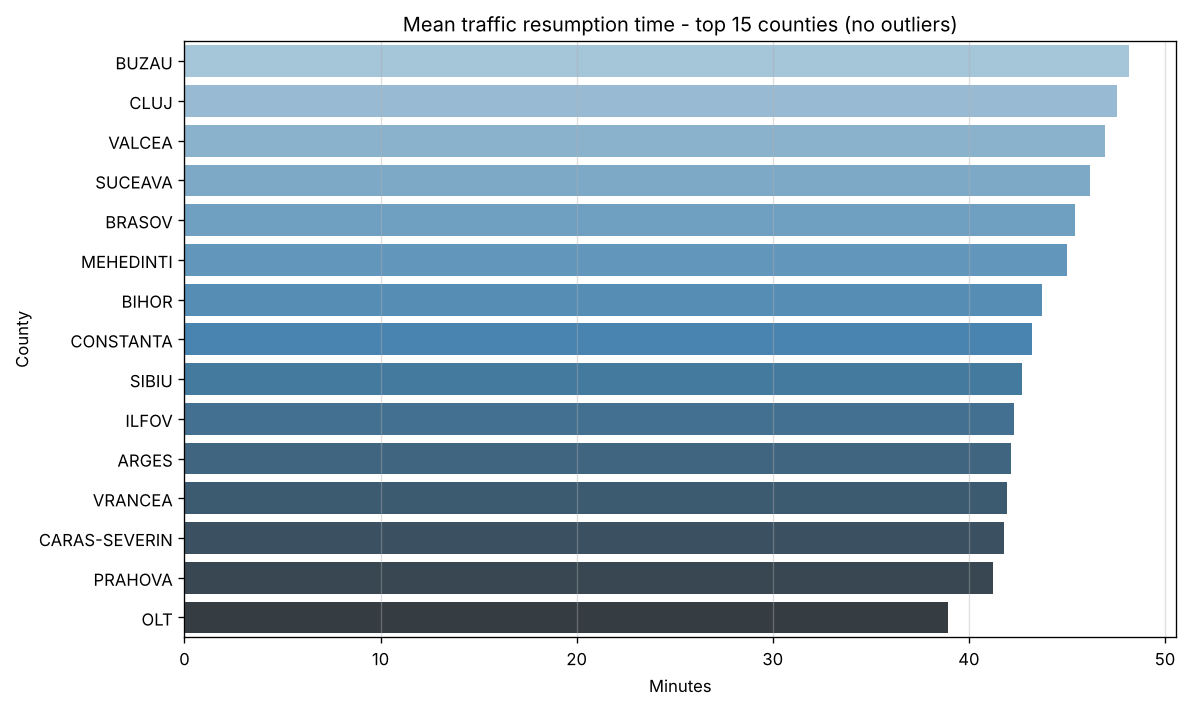 Mean traffic resumption time - top 15 counties (no outliers)
BUZAU
CLUJ
VALCEA
SUCEAVA
BRASOV
MEHEDINTI
BIHOR
CONSTANTA
SIBIU
ILFOV
ARGES
VRANCEA
CARAS-SEVERIN
PRAHOVA
OLT
County
0 10 20 30 40 50
Minutes